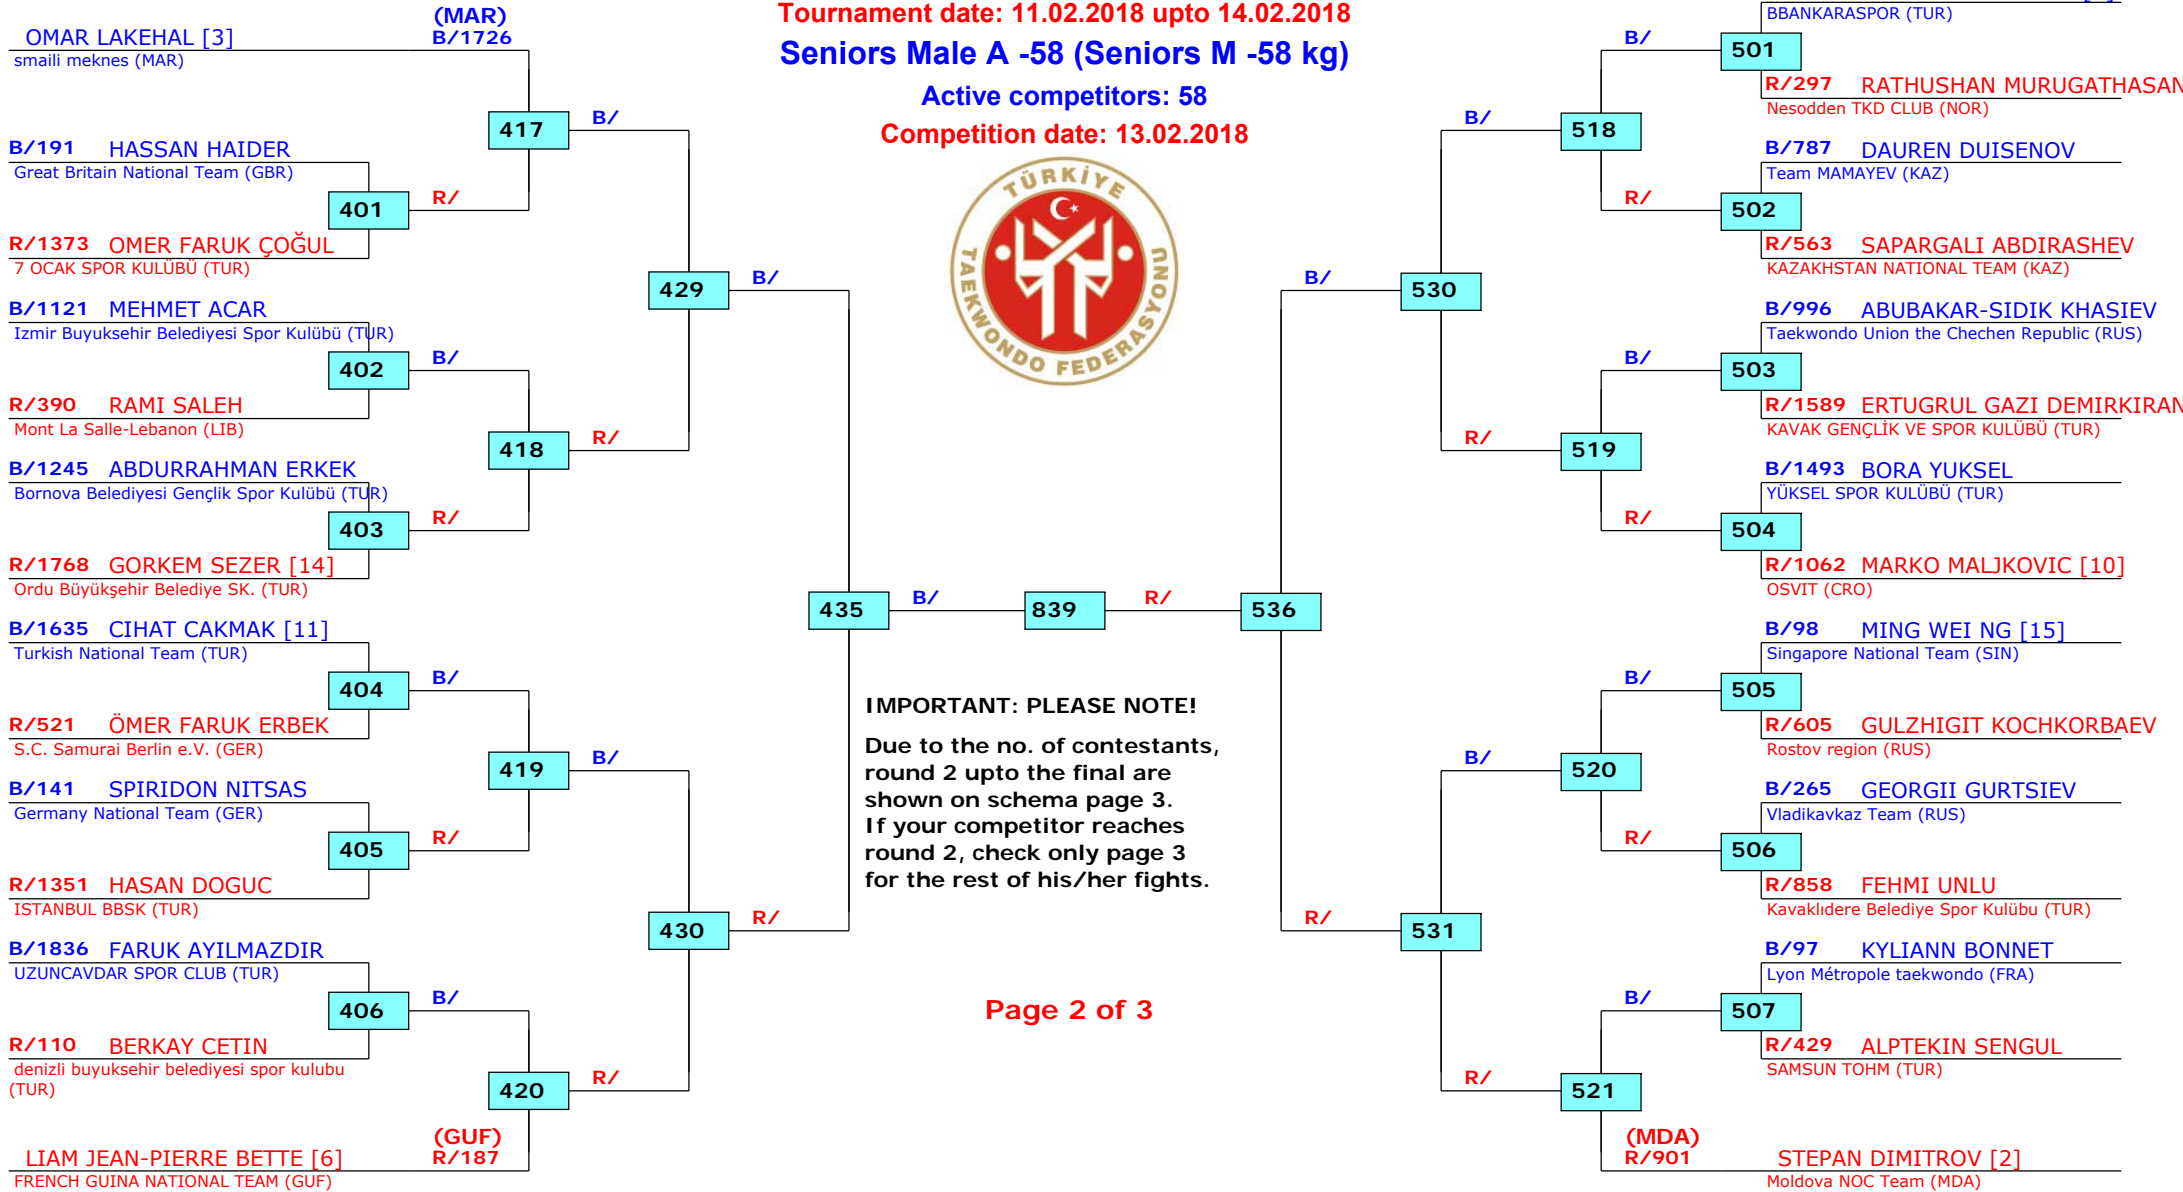 (MAR)
OMAR LAKEHAL [3] B/1726
smaili meknes (MAR)
417
B/
B/191 HASSAN HAIDER
Great Britain National Team (GBR)
401
R/
R/1373 OMER FARUK ÇOĞUL
7 OCAK SPOR KULÜBÜ (TUR)
429
B/
B/1121 MEHMET ACAR
Izmir Buyuksehir Belediyesi Spor Kulübü (TUR)
402
B/
R/390 RAMI SALEH
Mont La Salle-Lebanon (LIB)
418
R/
B/1245 ABDURRAHMAN ERKEK
Bornova Belediyesi Gençlik Spor Kulübü (TUR)
403
R/
R/1768 GORKEM SEZER [14]
Ordu Büyükşehir Belediye SK. (TUR)
435
B/
B/1635 CIHAT CAKMAK [11]
Turkish National Team (TUR)
404
B/
R/521 ÖMER FARUK ERBEK
S.C. Samurai Berlin e.V. (GER)
419
B/
B/141 SPIRIDON NITSAS
Germany National Team (GER)
405
R/
R/1351 HASAN DOGUC
ISTANBUL BBSK (TUR)
430
R/
B/1836 FARUK AYILMAZDIR
UZUNCAVDAR SPOR CLUB (TUR)
406
B/
R/110 BERKAY CETIN
denizli buyuksehir belediyesi spor kulubu
(TUR)
420
R/
(GUF)
LIAM JEAN-PIERRE BETTE [6] R/187
FRENCH GUINA NATIONAL TEAM (GUF)
Tournament date: 11.02.2018 upto 14.02.2018
Seniors Male A -58 (Seniors M -58 kg)
Active competitors: 58
Competition date: 13.02.2018
TÜRKİYE
TAEKWONDO FEDERASYONU
839
IMPORTANT: PLEASE NOTE!
Due to the no. of contestants,
round 2 upto the final are
shown on schema page 3.
If your competitor reaches
round 2, check only page 3
for the rest of his/her fights.
Page 2 of 3
BBANKARASPOR (TUR)
B/
501
R/297 RATHUSHAN MURUGATHASAN
Nesodden TKD CLUB (NOR)
B/
518
B/787 DAUREN DUISENOV
Team MAMAYEV (KAZ)
R/
502
R/563 SAPARGALI ABDIRASHEV
KAZAKHSTAN NATIONAL TEAM (KAZ)
B/
530
B/996 ABUBAKAR-SIDIK KHASIEV
Taekwondo Union the Chechen Republic (RUS)
B/
503
R/1589 ERTUGRUL GAZI DEMIRKIRAN
KAVAK GENÇLİK VE SPOR KULÜBÜ (TUR)
R/
519
B/1493 BORA YUKSEL
YÜKSEL SPOR KULÜBÜ (TUR)
R/
504
R/1062 MARKO MALJKOVIC [10]
OSVIT (CRO)
R/
536
B/98 MING WEI NG [15]
Singapore National Team (SIN)
B/
505
R/605 GULZHIGIT KOCHKORBAEV
Rostov region (RUS)
B/
520
B/265 GEORGII GURTSIEV
Vladikavkaz Team (RUS)
R/
506
R/858 FEHMI UNLU
Kavaklıdere Belediye Spor Kulübu (TUR)
R/
531
B/97 KYLIANN BONNET
Lyon Métropole taekwondo (FRA)
B/
507
R/429 ALPTEKIN SENGUL
SAMSUN TOHM (TUR)
R/
521
(MDA)
R/901 STEPAN DIMITROV [2]
Moldova NOC Team (MDA)